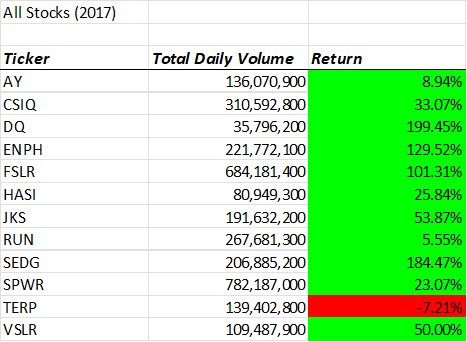 All Stocks (2017)
Ticker Total Daily Volume Return
AY 136,070,900 8.94%
CSIQ 310,592,800 33.07%
DQ 35,796,200 199.45%
ENPH 221,772,100 129.52%
FSLR 684,181,400 101.31%
HASI 80,949,300 25.84%
JKS 191,632,200 53.87%
RUN 267,681,300 5.55%
SEDG 206,885,200 184.47%
SPWR 782,187,000 23.07%
TERP 139,402,800 -7.21%
VSLR 109,487,900 50.00%